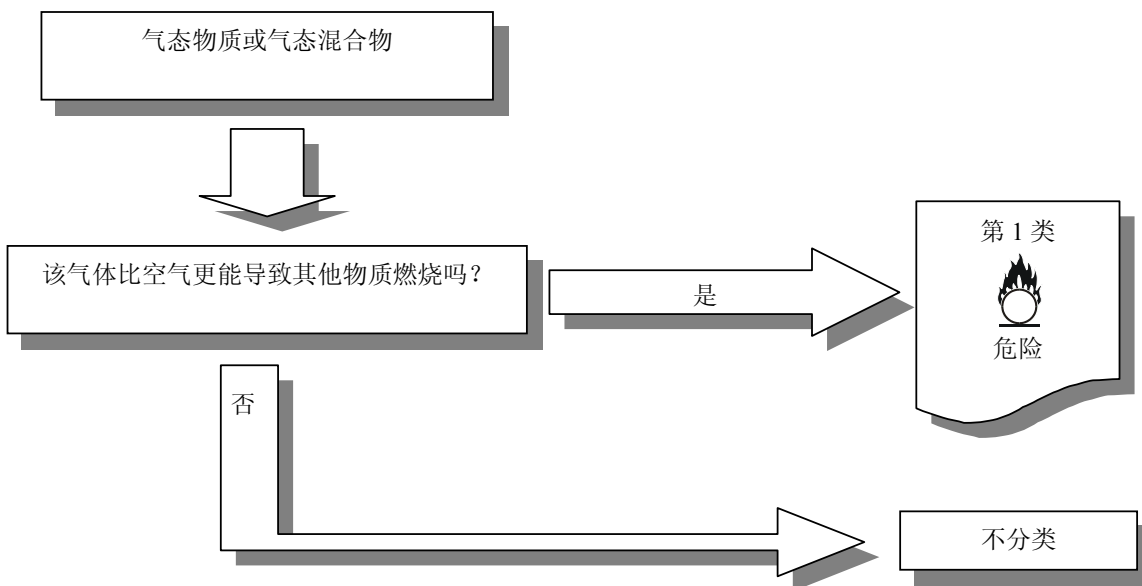 气态物质或气态混合物
该气体比空气更能导致其他物质燃烧吗？
是
第 1 类
危险
否
不分类